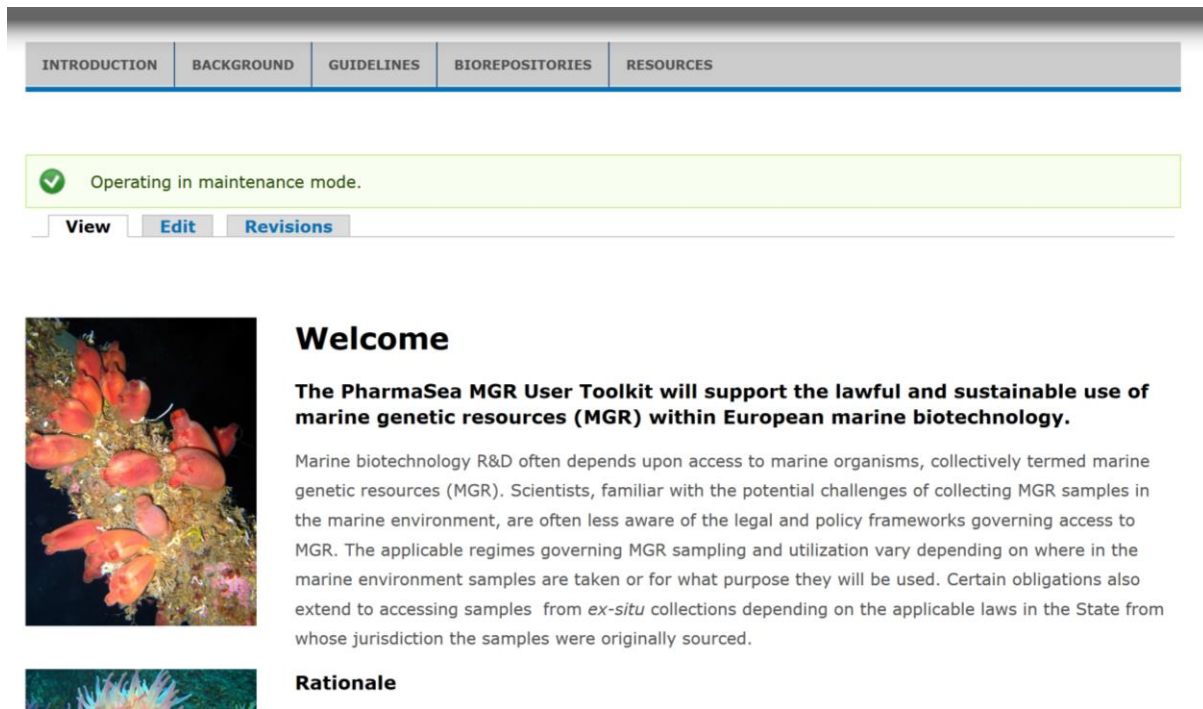 INTRODUCTION BACKGROUND GUIDELINES BIOREPOSITORIES RESOURCES
Operating in maintenance mode.
View Edit Revisions
Welcome
The PharmaSea MGR User Toolkit will support the lawful and sustainable use of
marine genetic resources (MGR) within European marine biotechnology.
Marine biotechnology R&D often depends upon access to marine organisms, collectively termed marine
genetic resources (MGR). Scientists, familiar with the potential challenges of collecting MGR samples in
the marine environment, are often less aware of the legal and policy frameworks governing access to
MGR. The applicable regimes governing MGR sampling and utilization vary depending on where in the
marine environment samples are taken or for what purpose they will be used. Certain obligations also
extend to accessing samples from ex-situ collections depending on the applicable laws in the State from
whose jurisdiction the samples were originally sourced.
Rationale